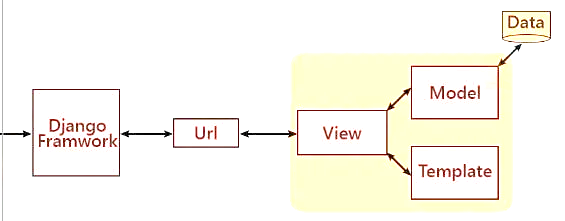 Data
Django
Framwork
Url
View
Model
Template